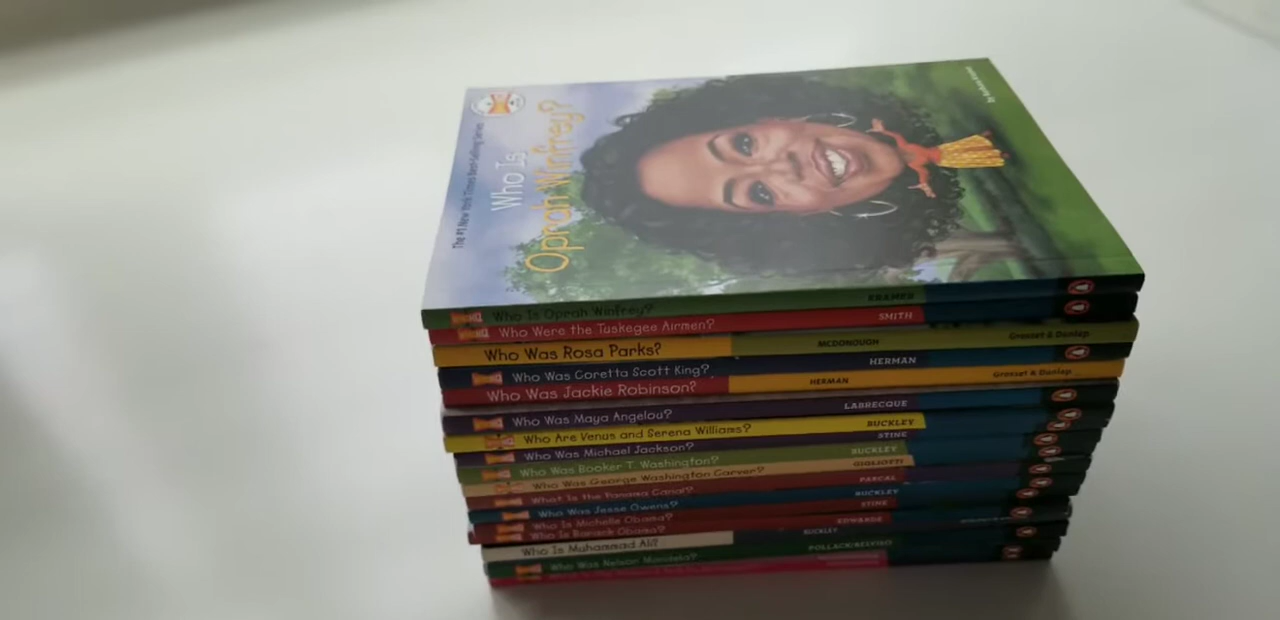 The #1 New York Times Best-Selling Series
Who Is
Oprah Winfrey?
Who Is Oprah Winfrey? KRAMER
Who Were the Tuskegee Airmen? SMITH
Who Was Rosa Parks? MCDONOUGH Grosset & Dunlap
Who Was Coretta Scott King? HERMAN
Who Was Jackie Robinson? HERMAN Grosset & Dunlap
Who Was Maya Angelou? LABRECQUE
Who Are Venus and Serena Williams? BUCKLEY
Who Was Michael Jackson? STINE
Who Was Booker T. Washington? BUCKLEY
Who Was George Washington Carver? GIGLIOTTI
What Is the Panama Canal? PASCAL
Who Was Jesse Owens? BUCKLEY
Who Is Michelle Obama? STINE
Who Is Barack Obama? EDWARDS
Who Is Muhammad Ali? BUCKLEY
Who Was Nelson Mandela? POLLACK/BELVISO